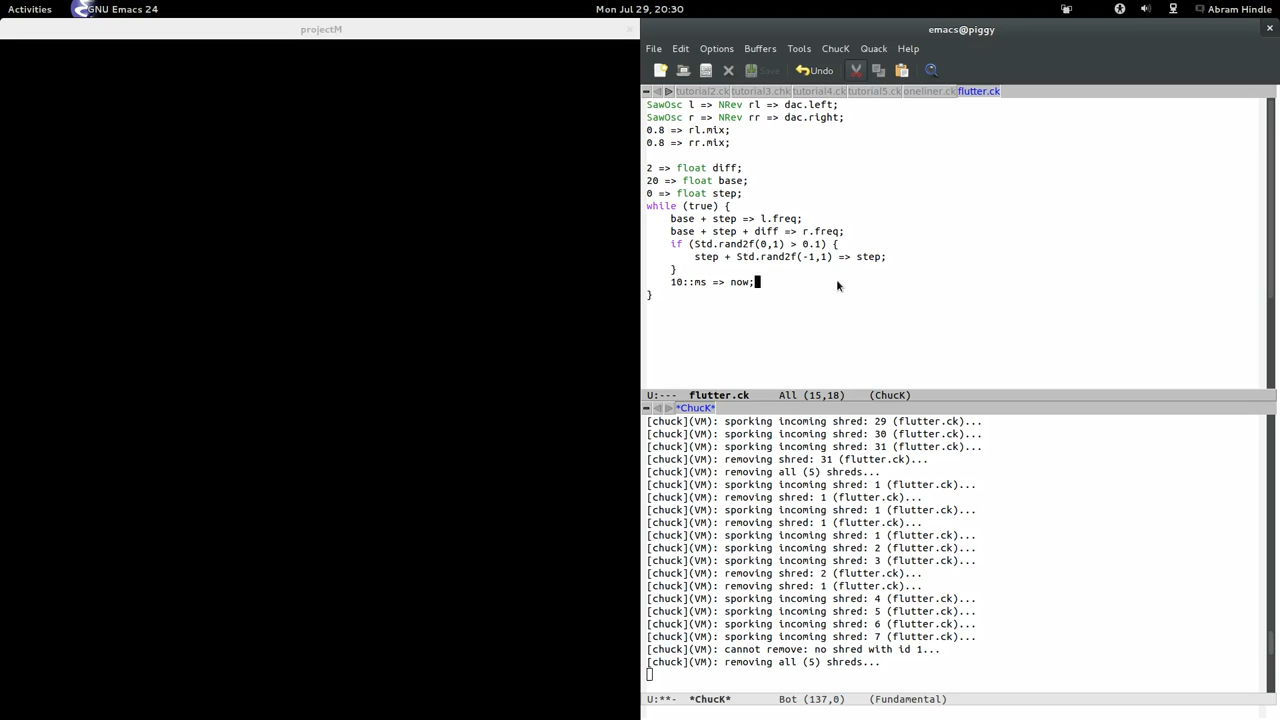 Activities GNU Emacs 24 Mon Jul 29, 20:30 Abram Hindle
projectM
emacs@piggy
File Edit Options Buffers Tools ChucK Quack Help
Save Undo
tutorial2.ck tutorial3.chk tutorial4.ck tutorial5.ck oneliner.ck flutter.ck
SawOsc l => NRev rl => dac.left;
SawOsc r => NRev rr => dac.right;
0.8 => rl.mix;
0.8 => rr.mix;
2 => float diff;
20 => float base;
0 => float step;
while (true) {
base + step => l.freq;
base + step + diff => r.freq;
if (Std.rand2f(0,1) > 0.1) {
step + Std.rand2f(-1,1) => step;
}
10::ms => now;
}
U:--- flutter.ck All (15,18) (ChucK)
*ChucK*
[chuck](VM): sporking incoming shred: 29 (flutter.ck)...
[chuck](VM): sporking incoming shred: 30 (flutter.ck)...
[chuck](VM): sporking incoming shred: 31 (flutter.ck)...
[chuck](VM): removing shred: 31 (flutter.ck)...
[chuck](VM): removing all (5) shreds...
[chuck](VM): sporking incoming shred: 1 (flutter.ck)...
[chuck](VM): removing shred: 1 (flutter.ck)...
[chuck](VM): sporking incoming shred: 1 (flutter.ck)...
[chuck](VM): removing shred: 1 (flutter.ck)...
[chuck](VM): sporking incoming shred: 1 (flutter.ck)...
[chuck](VM): sporking incoming shred: 2 (flutter.ck)...
[chuck](VM): sporking incoming shred: 3 (flutter.ck)...
[chuck](VM): removing shred: 2 (flutter.ck)...
[chuck](VM): removing shred: 1 (flutter.ck)...
[chuck](VM): sporking incoming shred: 4 (flutter.ck)...
[chuck](VM): sporking incoming shred: 5 (flutter.ck)...
[chuck](VM): sporking incoming shred: 6 (flutter.ck)...
[chuck](VM): sporking incoming shred: 7 (flutter.ck)...
[chuck](VM): cannot remove: no shred with id 1...
[chuck](VM): removing all (5) shreds...
U:**- *ChucK* Bot (137,0) (Fundamental)